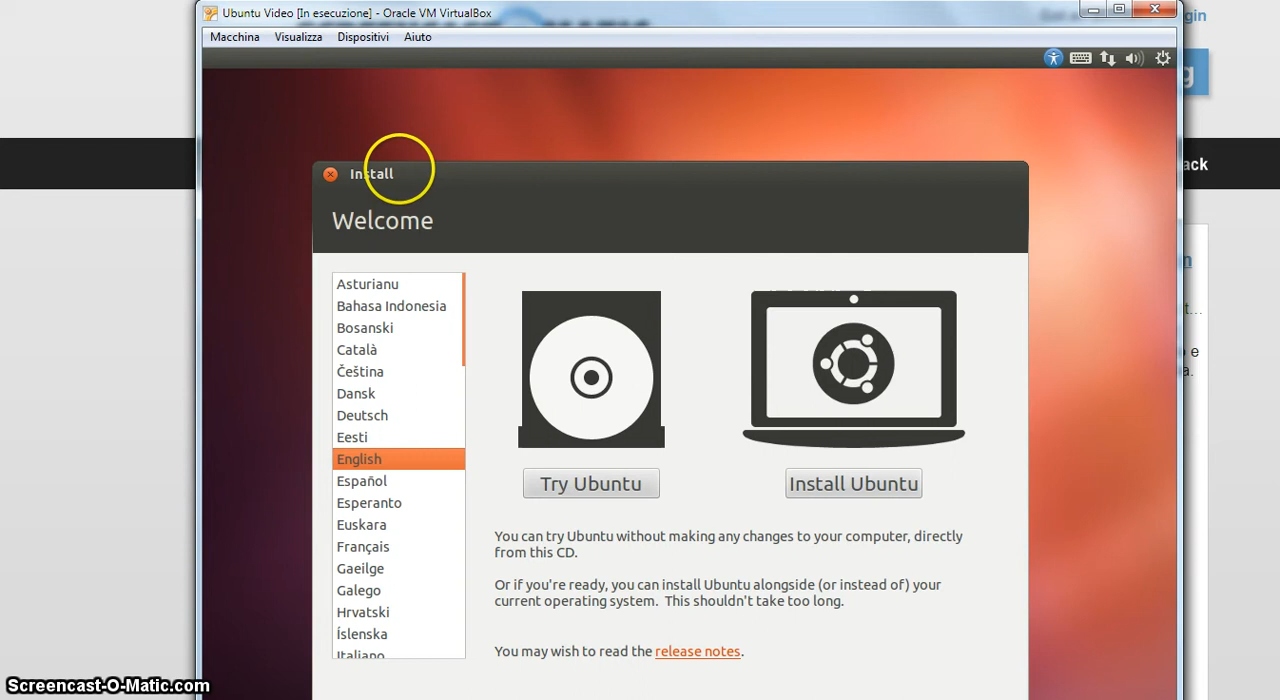 Ubuntu Video [In esecuzione] - Oracle VM VirtualBox
Macchina Visualizza Dispositivi Aiuto
gin
g
ack
Install
Welcome
Asturianu
Bahasa Indonesia
Bosanski
Català
Čeština
Dansk
Deutsch
Eesti
English
Español
Esperanto
Euskara
Français
Gaeilge
Galego
Hrvatski
Íslenska
Italiano
Try Ubuntu
Install Ubuntu
You can try Ubuntu without making any changes to your computer, directly
from this CD.
Or if you're ready, you can install Ubuntu alongside (or instead of) your
current operating system. This shouldn't take too long.
You may wish to read the release notes.
n
t...
e
a.
Screencast-O-Matic.com